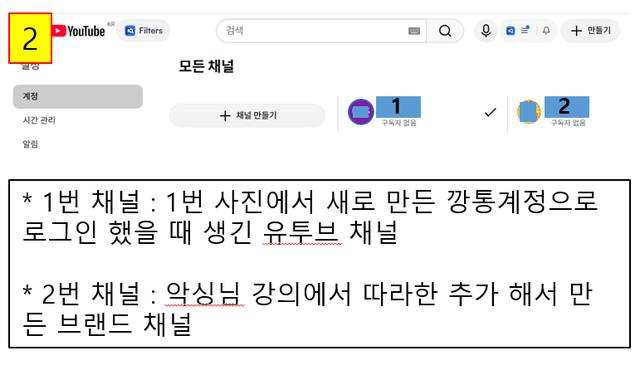 2
YouTube KR
Filters
검색
만들기
설정
모든 채널
계정
시간 관리
알림
채널 만들기
1
구독자 없음
2
구독자 없음
* 1번 채널 : 1번 사진에서 새로 만든 깡통계정으로
로그인 했을 때 생긴 유투브 채널
* 2번 채널 : 악싱님 강의에서 따라한 추가 해서 만
든 브랜드 채널